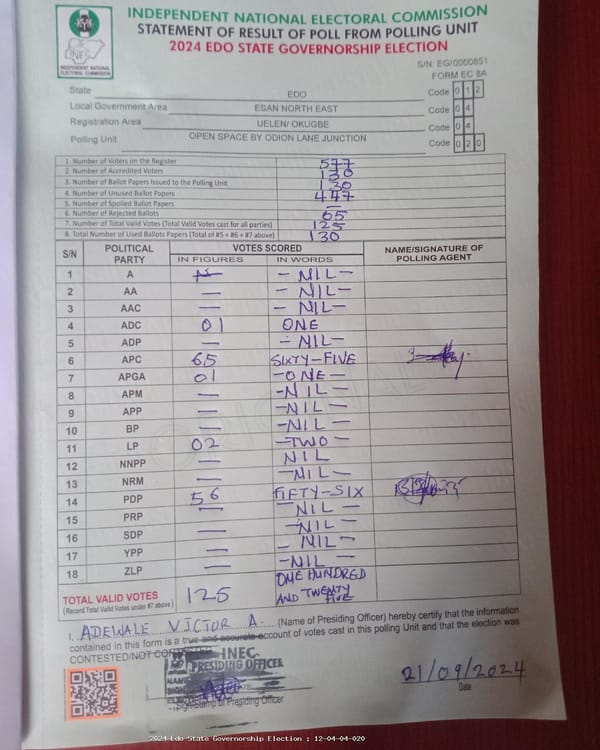 INDEPENDENT NATIONAL ELECTORAL COMMISSION
STATEMENT OF RESULT OF POLL FROM POLLING UNIT
2024 EDO STATE GOVERNORSHIP ELECTION
INEC
INDEPENDENT NATIONAL
ELECTORAL COMMISSION
S/N: EG/0000851
FORM EC 8A
State EDO Code 0 1 2
Local Government Area ESAN NORTH EAST Code 0 4
Registration Area UELEN/ OKUGBE Code 0 4
Polling Unit OPEN SPACE BY ODION LANE JUNCTION Code 0 2 0
1. Number of Voters on the Register 577
2. Number of Accredited Voters 130
3. Number of Ballot Papers Issued to the Polling Unit 130
4. Number of Unused Ballot Papers 447
5. Number of Spoiled Ballot Papers —
6. Number of Rejected Ballots 05
7. Number of Total Valid Votes (Total Valid Votes cast for all parties) 125
8. Total Number of Used Ballots Papers (Total of #5 + #6 + #7 above) 130
S/N POLITICAL PARTY VOTES SCORED NAME/SIGNATURE OF POLLING AGENT
IN FIGURES IN WORDS
1 A – NIL –
2 AA — – NIL –
3 AAC — – NIL –
4 ADC 01 ONE
5 ADP — – NIL –
6 APC 65 SIXTY-FIVE
7 APGA 01 – ONE –
8 APM — – NIL –
9 APP — – NIL –
10 BP — – NIL –
11 LP 02 – TWO –
12 NNPP — NIL
13 NRM — – NIL –
14 PDP 56 FIFTY-SIX
15 PRP — – NIL –
16 SDP — – NIL –
17 YPP — – NIL –
18 ZLP — – NIL –
TOTAL VALID VOTES 125 ONE HUNDRED AND TWENTY FIVE
(Record Total Valid Votes under #7 above)
I, ADEWALE VICTOR A. (Name of Presiding Officer) hereby certify that the information
contained in this form is a true and accurate account of votes cast in this polling Unit and that the election was
CONTESTED/NOT CONTESTED
INEC
PRESIDING OFFICER
NAME
SIGN
Sign/Stamp of Presiding Officer
21/09/2024
Date
2024 Edo State Governorship Election : 12-04-04-020